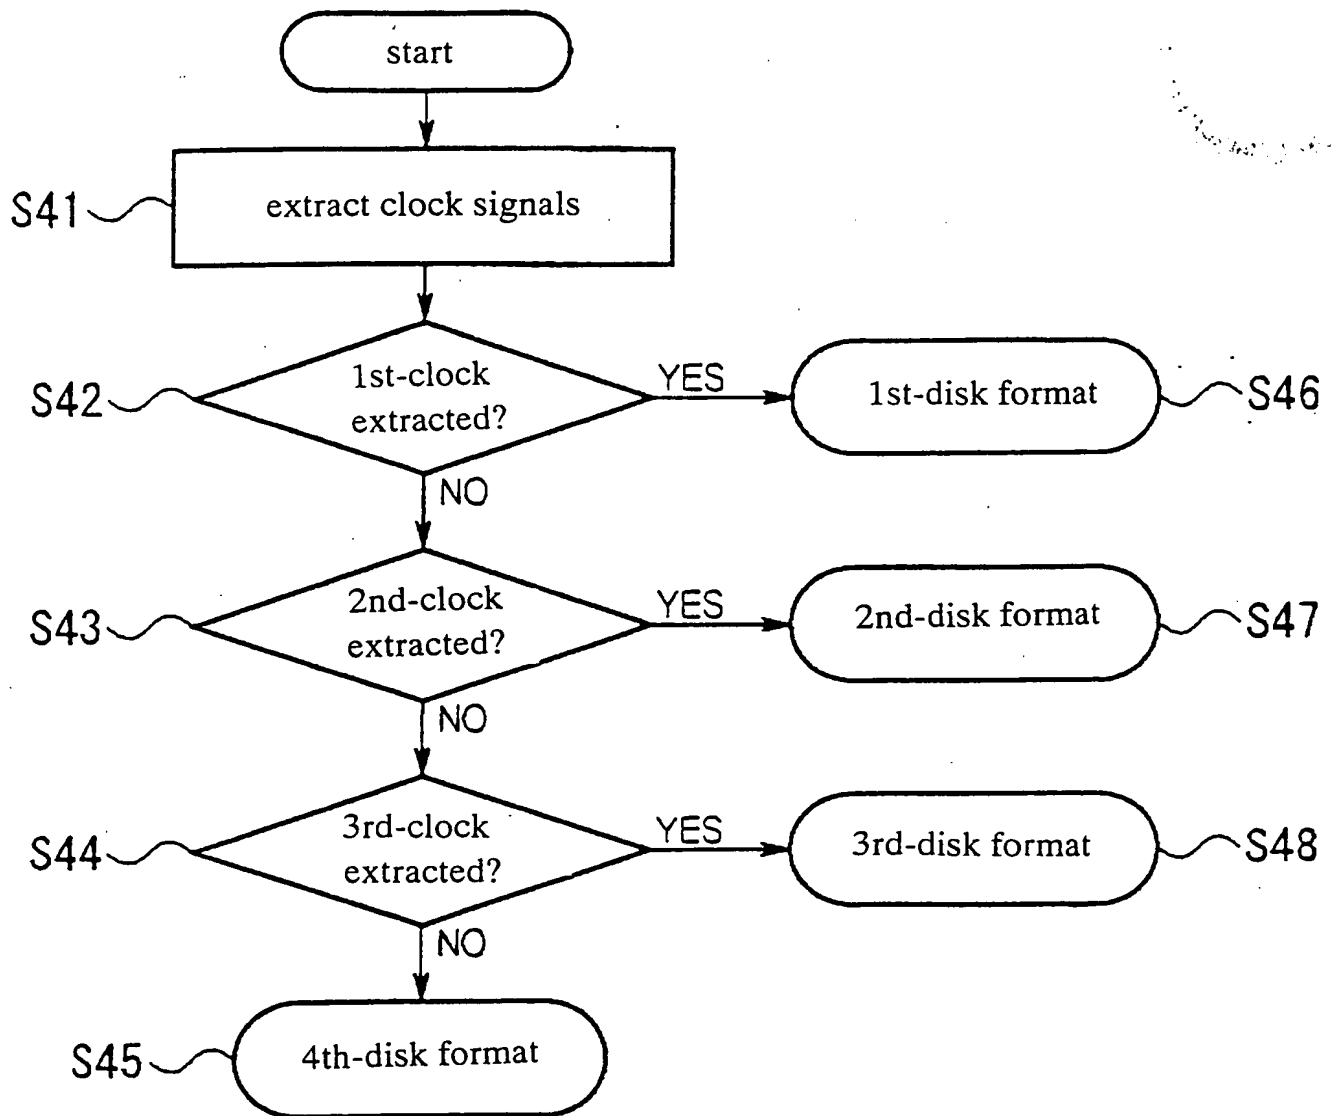 start
S41
extract clock signals
S42
1st-clock
extracted?
YES
1st-disk format
S46
NO
S43
2nd-clock
extracted?
YES
2nd-disk format
S47
NO
S44
3rd-clock
extracted?
YES
3rd-disk format
S48
NO
S45
4th-disk format